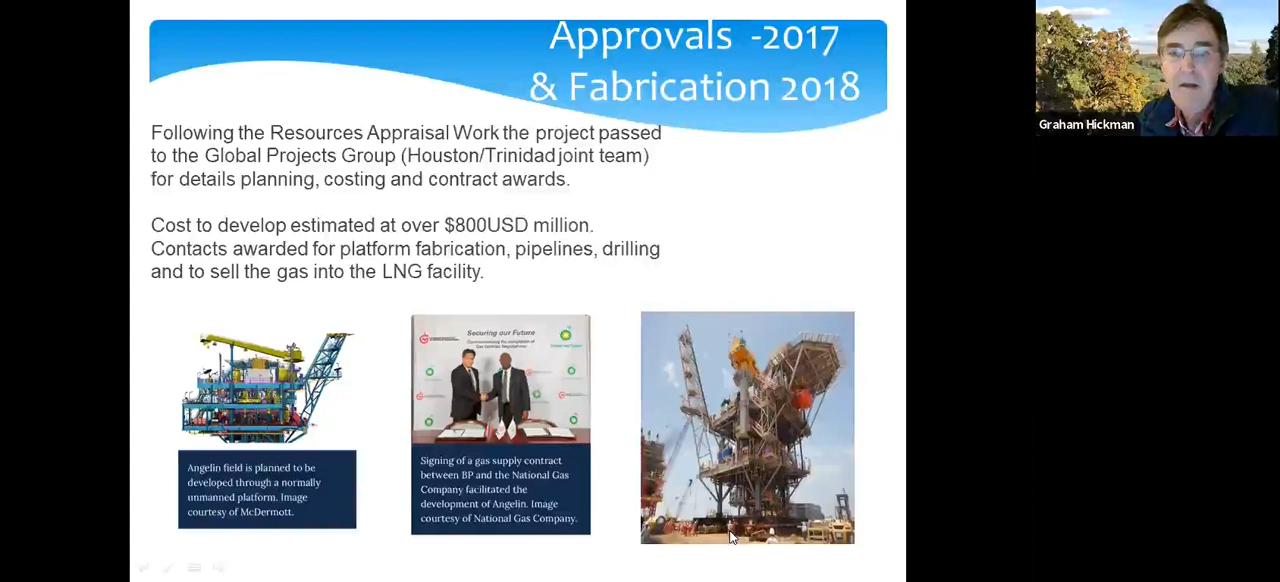 Approvals -2017
& Fabrication 2018
Graham Hickman
Following the Resources Appraisal Work the project passed
to the Global Projects Group (Houston/Trinidad joint team)
for details planning, costing and contract awards.
Cost to develop estimated at over $800USD million.
Contacts awarded for platform fabrication, pipelines, drilling
and to sell the gas into the LNG facility.
Securing our Future
Angelin field is planned to be
developed through a normally
unmanned platform. Image
courtesy of McDermott.
Signing of a gas supply contract
between BP and the National Gas
Company facilitated the
development of Angelin. Image
courtesy of National Gas Company.